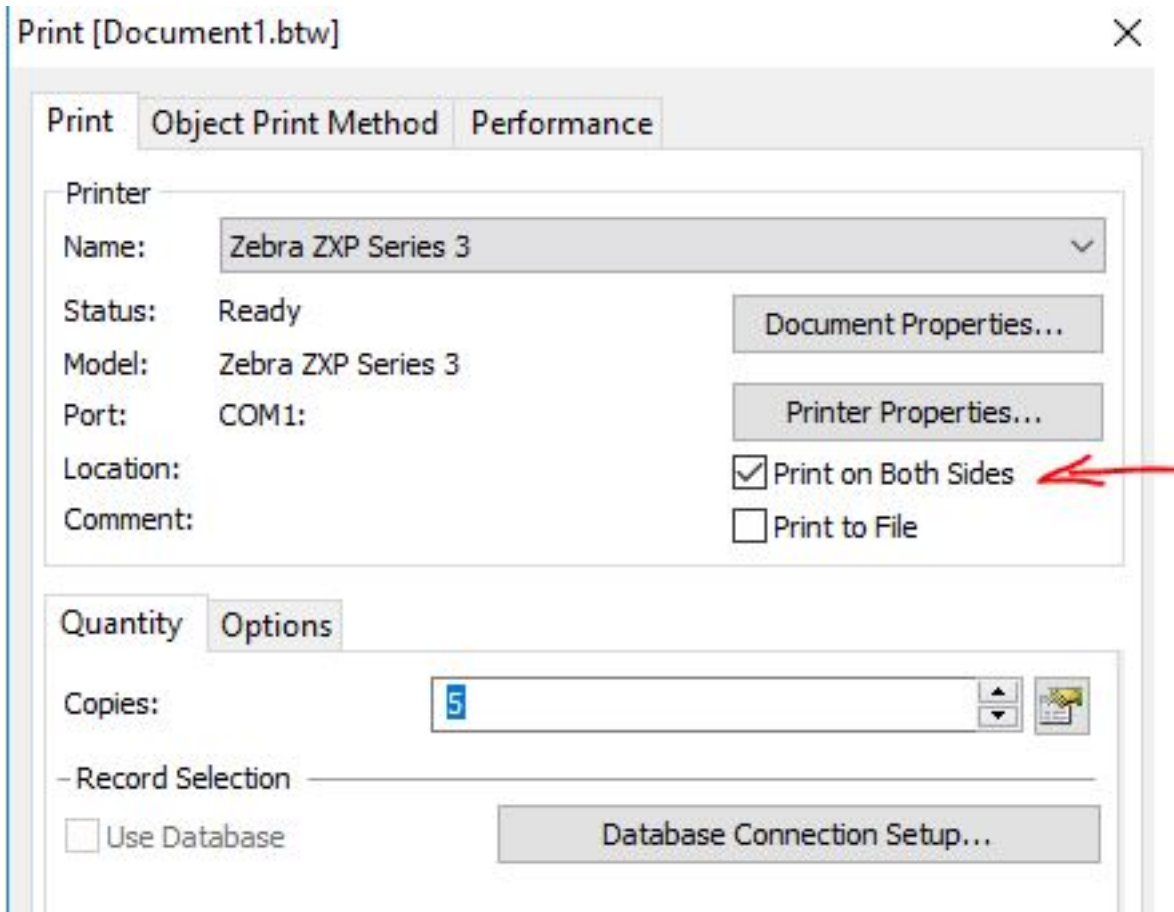 Print [Document1.btw]
Print Object Print Method Performance
Printer
Name: Zebra ZXP Series 3
Status: Ready
Document Properties...
Model: Zebra ZXP Series 3
Port: COM1:
Printer Properties...
Location:
Print on Both Sides
Comment:
Print to File
Quantity Options
Copies: 5
Record Selection
Use Database
Database Connection Setup...